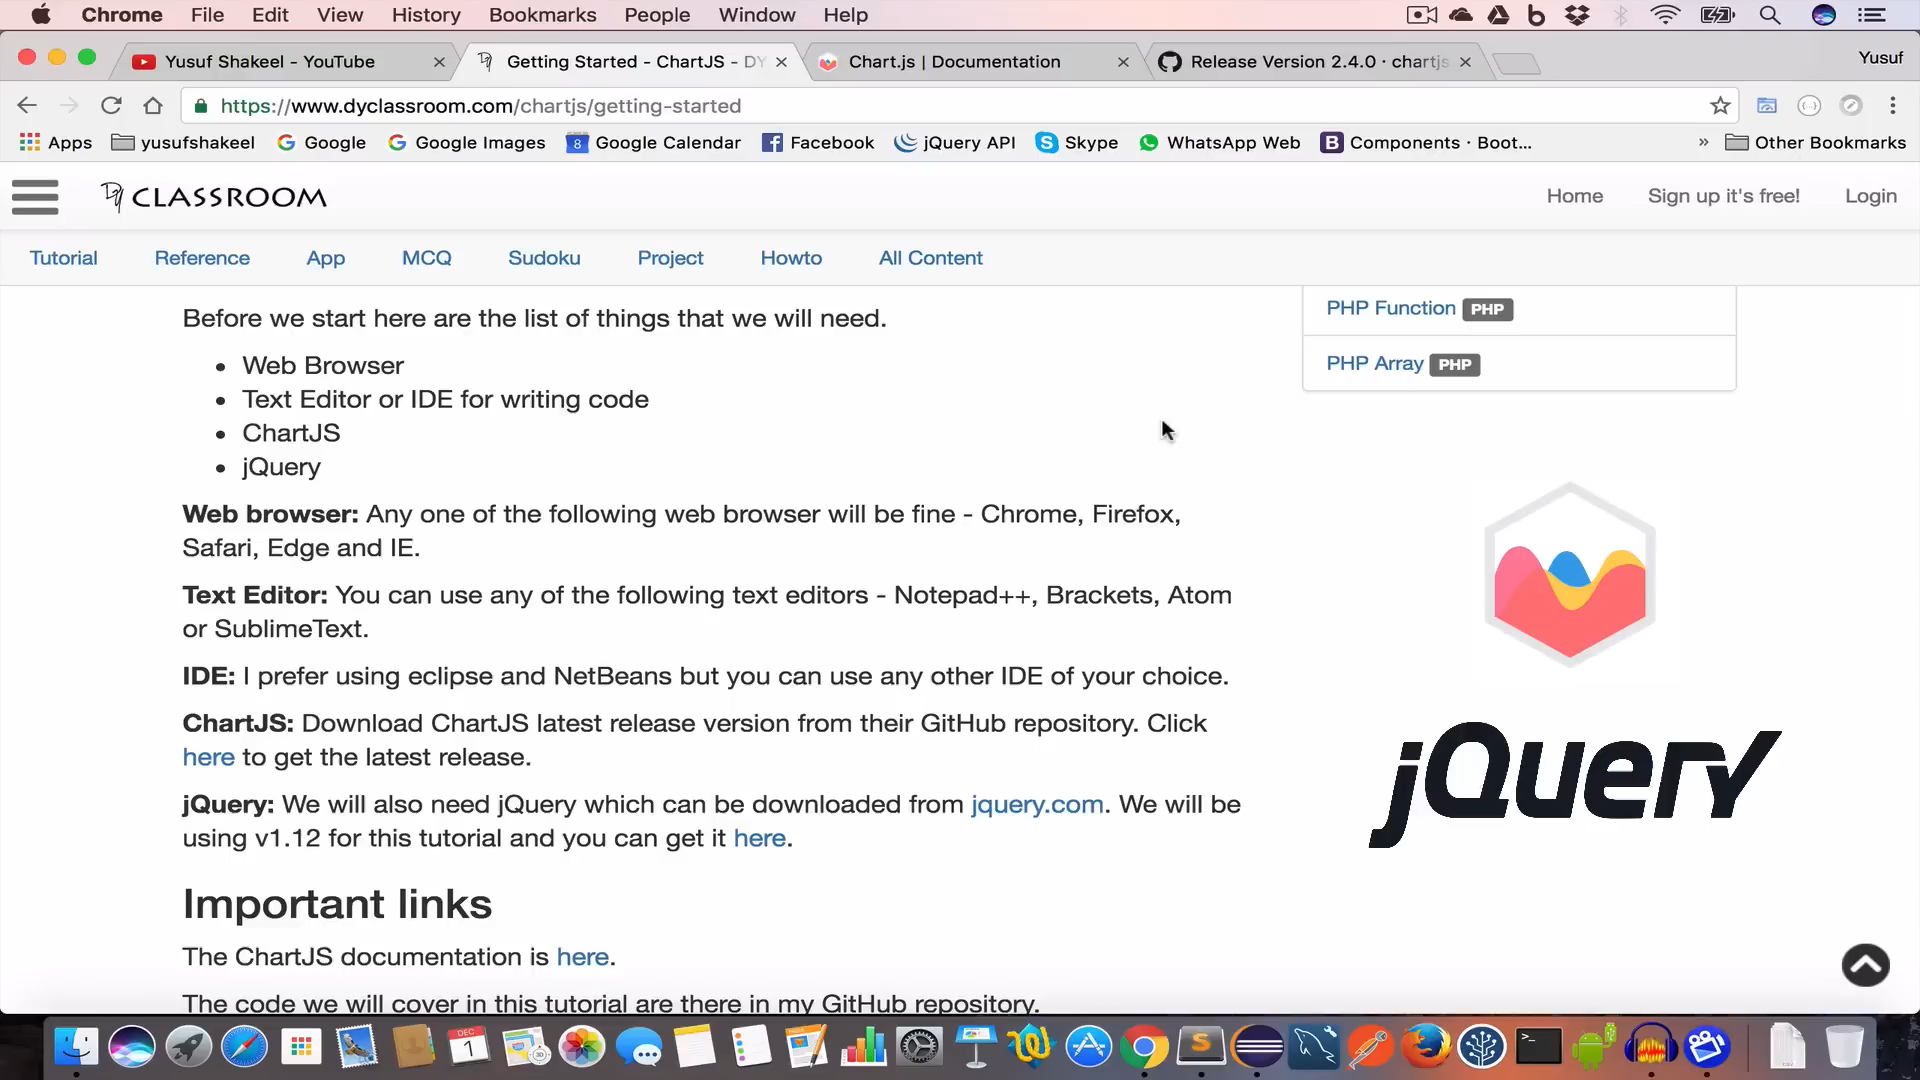 Chrome File Edit View History Bookmarks People Window Help
Yusuf Shakeel - YouTube
Getting Started - ChartJS - DY
Chart.js | Documentation
Release Version 2.4.0 · chartjs
Yusuf
https://www.dyclassroom.com/chartjs/getting-started
Apps yusufshakeel Google Google Images Google Calendar Facebook jQuery API Skype WhatsApp Web Components · Boot... » Other Bookmarks
CLASSROOM
Home Sign up it's free! Login
Tutorial Reference App MCQ Sudoku Project Howto All Content
Before we start here are the list of things that we will need.
• Web Browser
• Text Editor or IDE for writing code
• ChartJS
• jQuery
Web browser: Any one of the following web browser will be fine - Chrome, Firefox,
Safari, Edge and IE.
Text Editor: You can use any of the following text editors - Notepad++, Brackets, Atom
or SublimeText.
IDE: I prefer using eclipse and NetBeans but you can use any other IDE of your choice.
ChartJS: Download ChartJS latest release version from their GitHub repository. Click
here to get the latest release.
jQuery: We will also need jQuery which can be downloaded from jquery.com. We will be
using v1.12 for this tutorial and you can get it here.
Important links
The ChartJS documentation is here.
The code we will cover in this tutorial are there in my GitHub repository.
PHP Function PHP
PHP Array PHP
jQuery
DEC
1